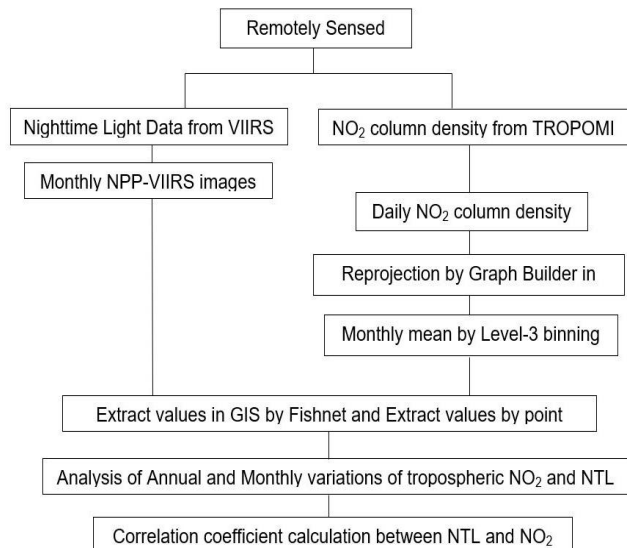 Remotely Sensed
Nighttime Light Data from VIIRS
NO₂ column density from TROPOMI
Monthly NPP-VIIRS images
Daily NO₂ column density
Reprojection by Graph Builder in
Monthly mean by Level-3 binning
Extract values in GIS by Fishnet and Extract values by point
Analysis of Annual and Monthly variations of tropospheric NO₂ and NTL
Correlation coefficient calculation between NTL and NO₂